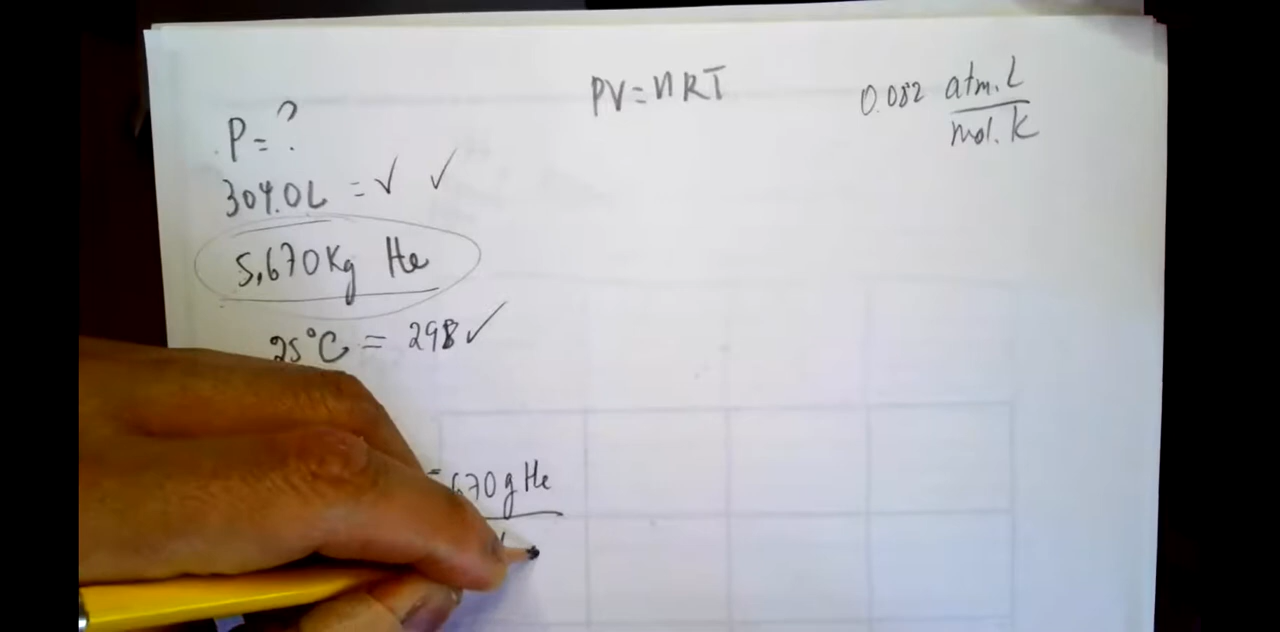 PV=nRT
0.082 atm.L
mol.K
P=?
304.0L = √ ✓
5,670Kg He
25°C = 298 ✓
670g He